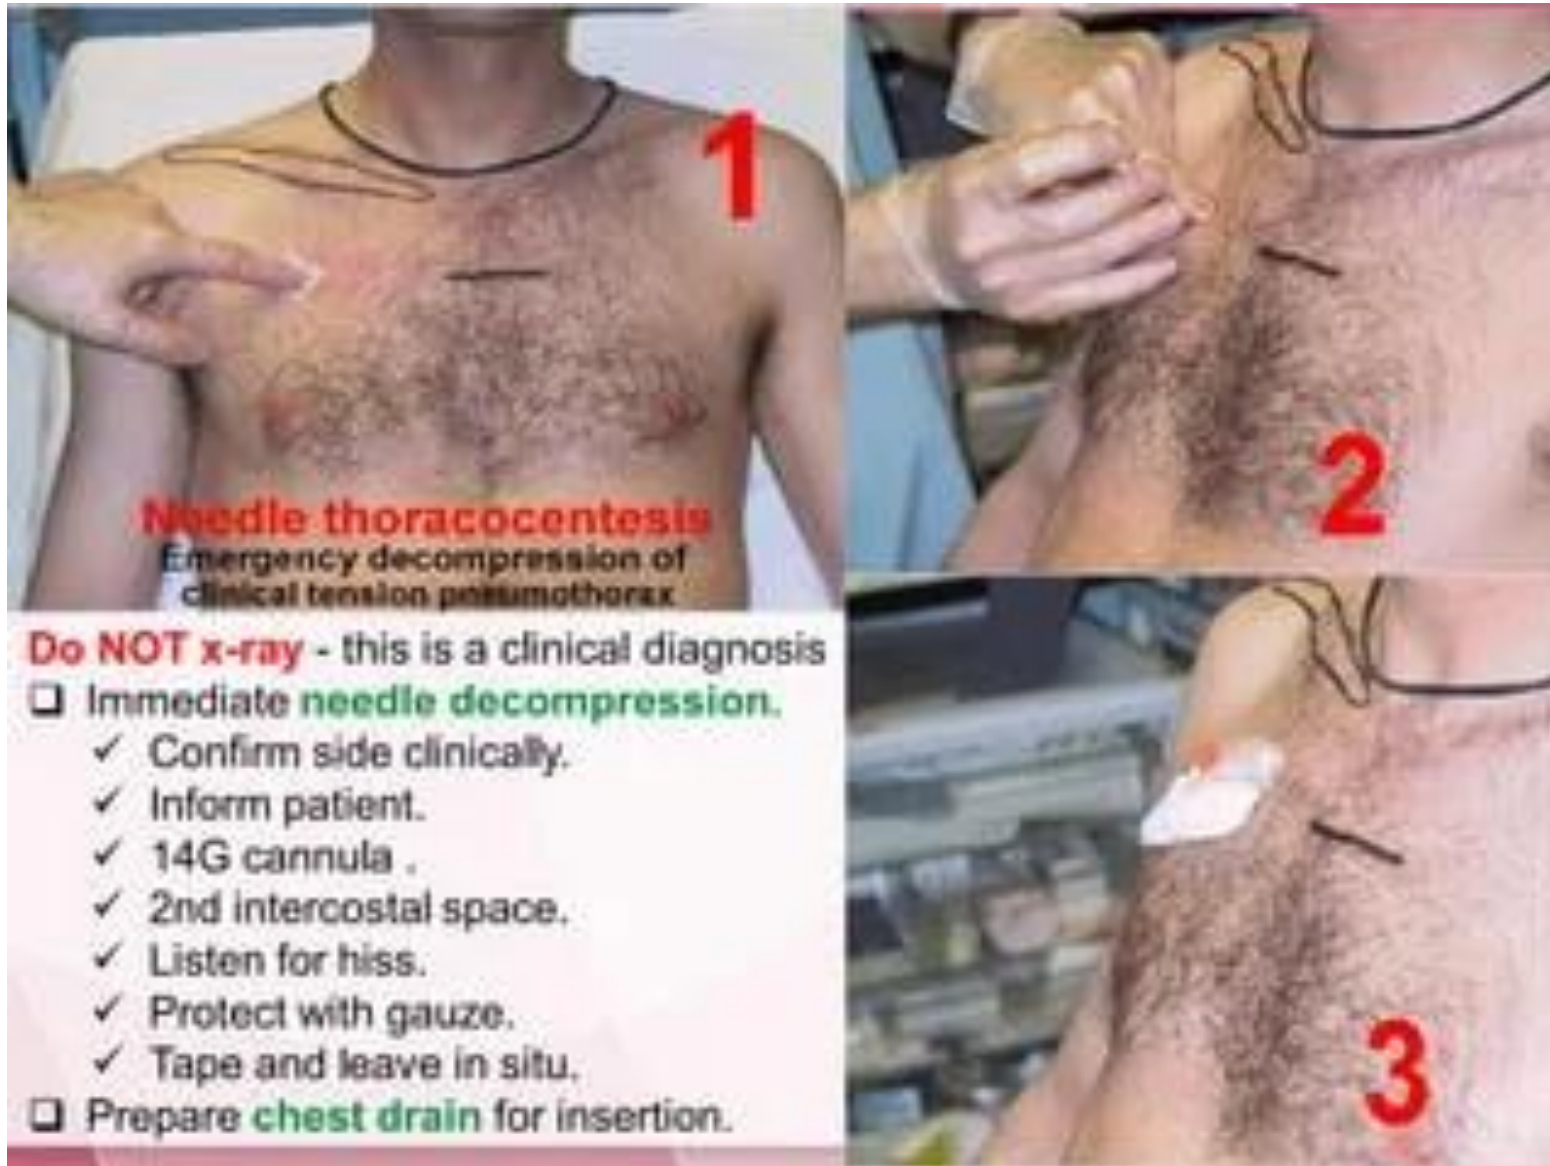 1
Needle thoracocentesis
Emergency decompression of
clinical tension pneumothorax
Do NOT x-ray - this is a clinical diagnosis
❑ Immediate needle decompression.
✓ Confirm side clinically.
✓ Inform patient.
✓ 14G cannula .
✓ 2nd intercostal space.
✓ Listen for hiss.
✓ Protect with gauze.
✓ Tape and leave in situ.
❑ Prepare chest drain for insertion.
2
3